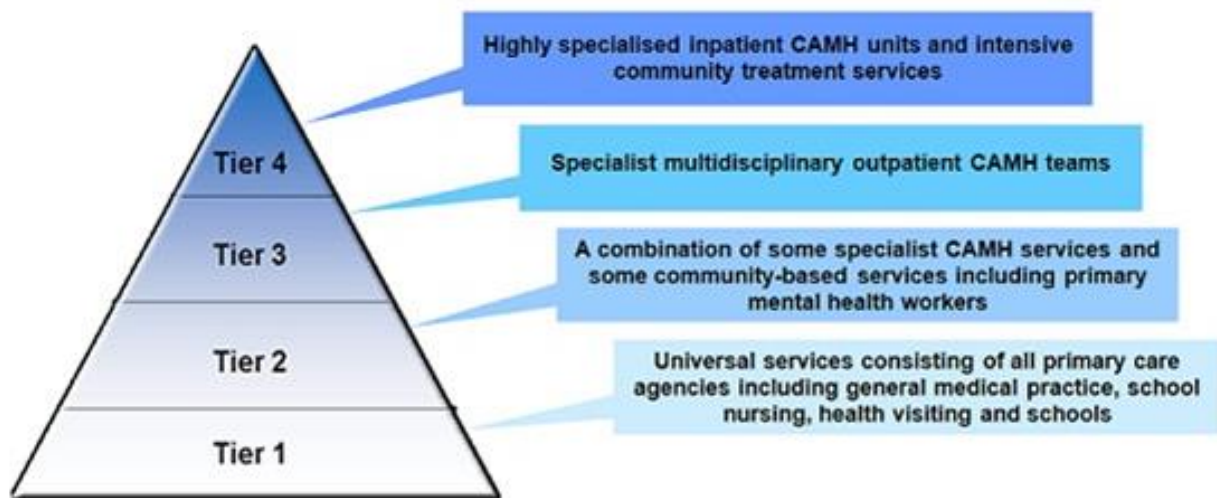 Highly specialised inpatient CAMH units and intensive
community treatment services
Tier 4
Specialist multidisciplinary outpatient CAMH teams
Tier 3
A combination of some specialist CAMH services and
some community-based services including primary
mental health workers
Tier 2
Universal services consisting of all primary care
agencies including general medical practice, school
nursing, health visiting and schools
Tier 1